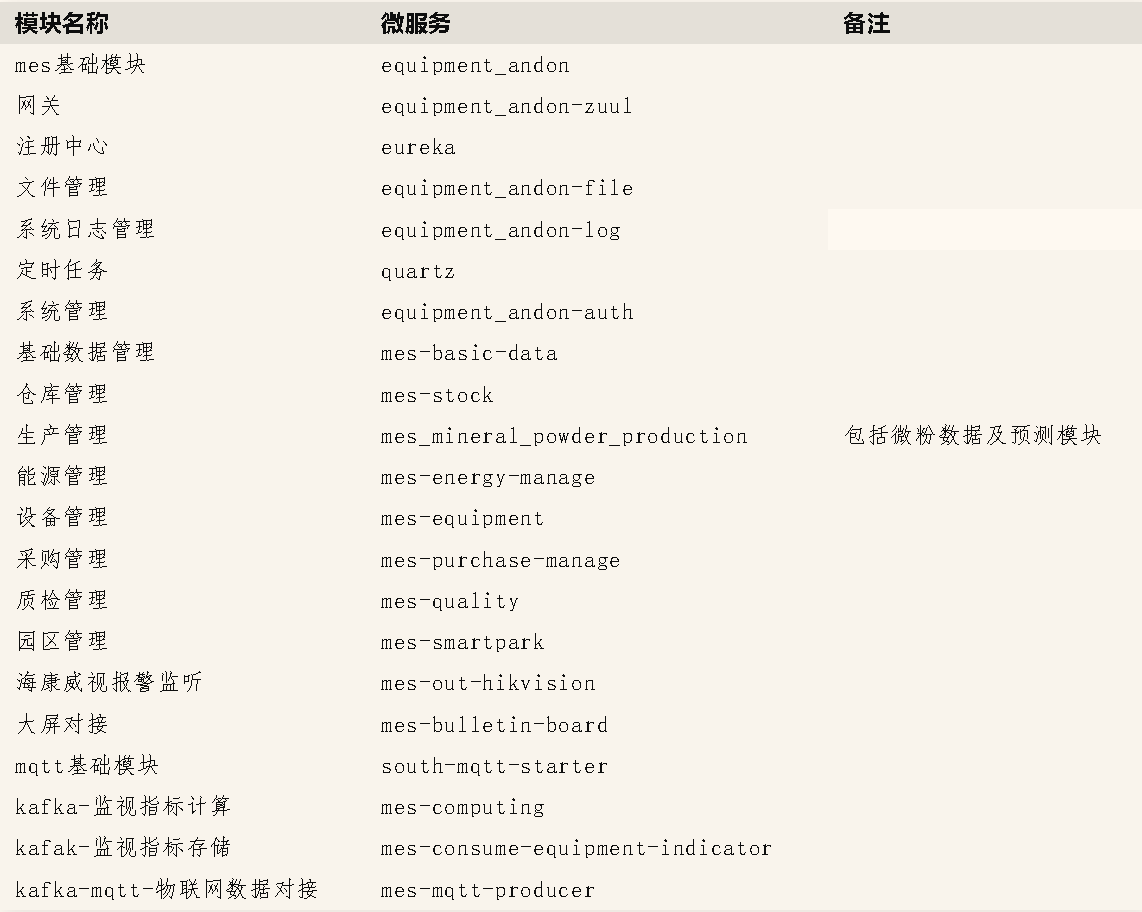 模块名称 微服务 备注
mes基础模块 equipment_andon
网关 equipment_andon-zuul
注册中心 eureka
文件管理 equipment_andon-file
系统日志管理 equipment_andon-log
定时任务 quartz
系统管理 equipment_andon-auth
基础数据管理 mes-basic-data
仓库管理 mes-stock
生产管理 mes_mineral_powder_production 包括微粉数据及预测模块
能源管理 mes-energy-manage
设备管理 mes-equipment
采购管理 mes-purchase-manage
质检管理 mes-quality
园区管理 mes-smartpark
海康威视报警监听 mes-out-hikvision
大屏对接 mes-bulletin-board
mqtt基础模块 south-mqtt-starter
kafka-监视指标计算 mes-computing
kafak-监视指标存储 mes-consume-equipment-indicator
kafka-mqtt-物联网数据对接 mes-mqtt-producer